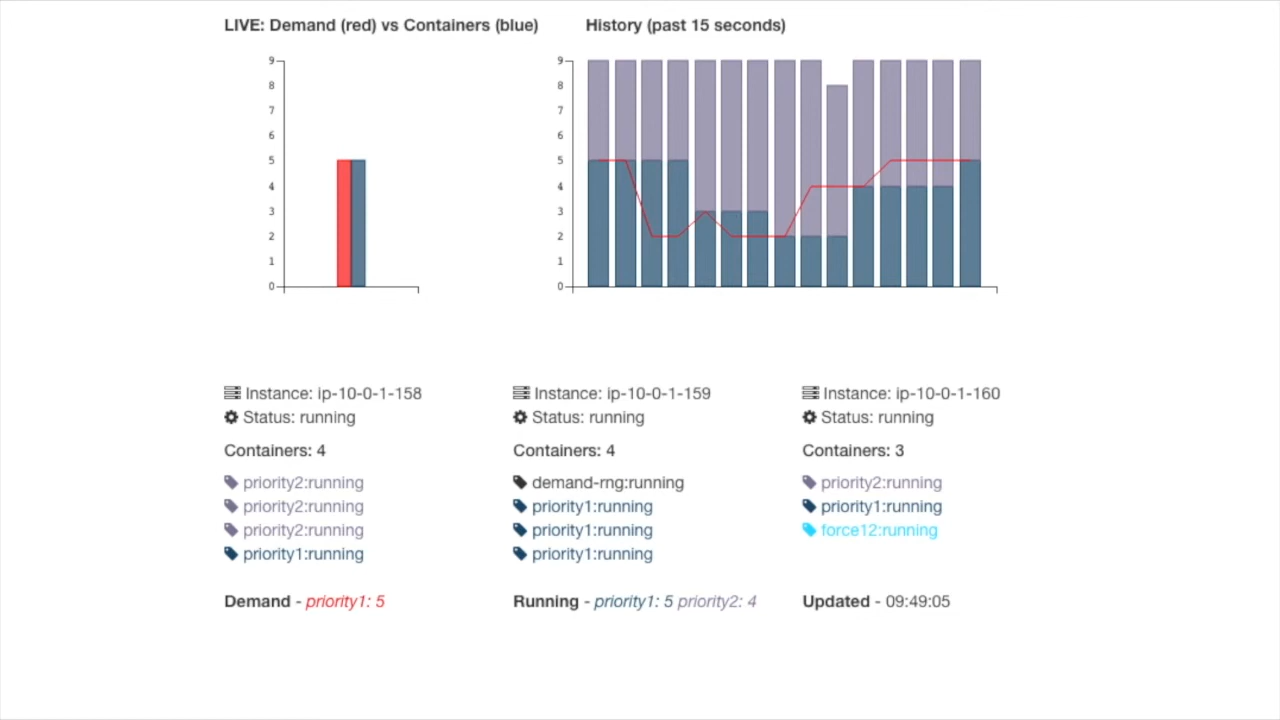 LIVE: Demand (red) vs Containers (blue)
History (past 15 seconds)
9
8
7
6
5
4
3
2
1
0
9
8
7
6
5
4
3
2
1
0
Instance: ip-10-0-1-158
Status: running
Containers: 4
priority2:running
priority2:running
priority2:running
priority1:running
Demand - priority1: 5
Instance: ip-10-0-1-159
Status: running
Containers: 4
demand-rng:running
priority1:running
priority1:running
priority1:running
Running - priority1: 5 priority2: 4
Instance: ip-10-0-1-160
Status: running
Containers: 3
priority2:running
priority1:running
force12:running
Updated - 09:49:05